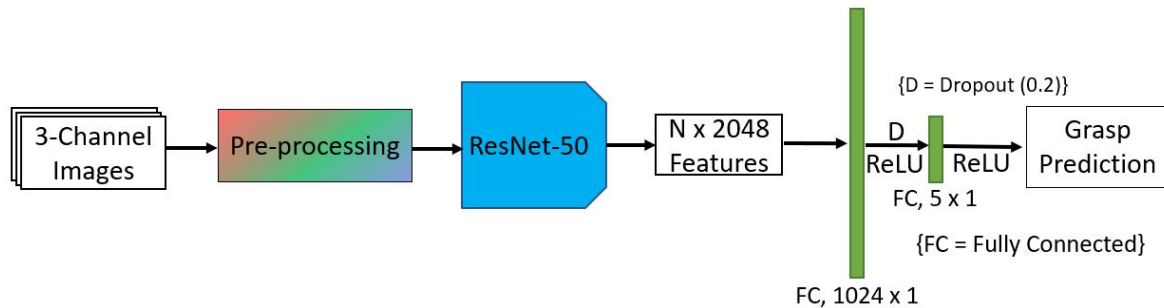 3-Channel
Images
Pre-processing
ResNet-50
N x 2048
Features
FC, 1024 x 1
D
ReLU
FC, 5 x 1
ReLU
{D = Dropout (0.2)}
Grasp
Prediction
{FC = Fully Connected}